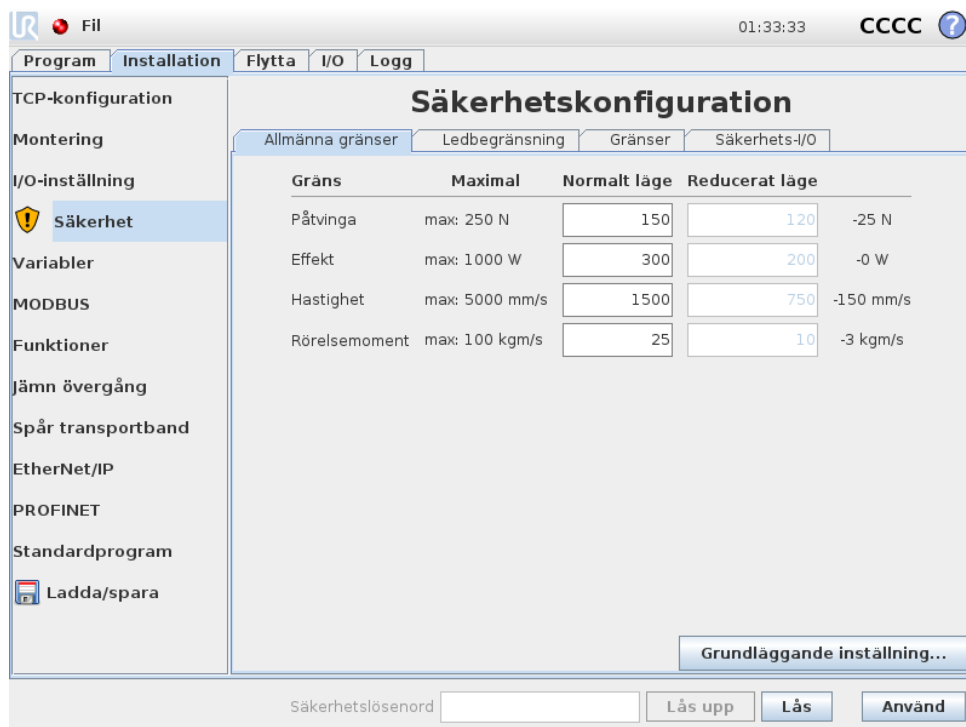 UR Fil 01:33:33 CCCC ?
Program Installation Flytta I/O Logg
TCP-konfiguration
Montering
I/O-inställning
Säkerhet
Variabler
MODBUS
Funktioner
Jämn övergång
Spår transportband
EtherNet/IP
PROFINET
Standardprogram
Ladda/spara
Säkerhetskonfiguration
Allmänna gränser Ledbegränsning Gränser Säkerhets-I/O
Gräns Maximal Normalt läge Reducerat läge
Påtvinga max: 250 N 150 120 -25 N
Effekt max: 1000 W 300 200 -0 W
Hastighet max: 5000 mm/s 1500 750 -150 mm/s
Rörelsemoment max: 100 kgm/s 25 10 -3 kgm/s
Grundläggande inställning...
Säkerhetslösenord Lås upp Lås Använd